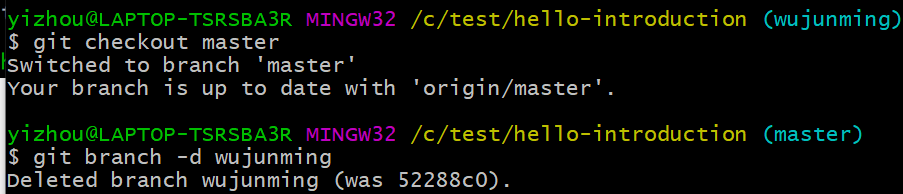 yizhou@LAPTOP-TSRSBA3R MINGW32 /c/test/hello-introduction (wujunming)
$ git checkout master
Switched to branch 'master'
Your branch is up to date with 'origin/master'.
yizhou@LAPTOP-TSRSBA3R MINGW32 /c/test/hello-introduction (master)
$ git branch -d wujunming
Deleted branch wujunming (was 52288c0).